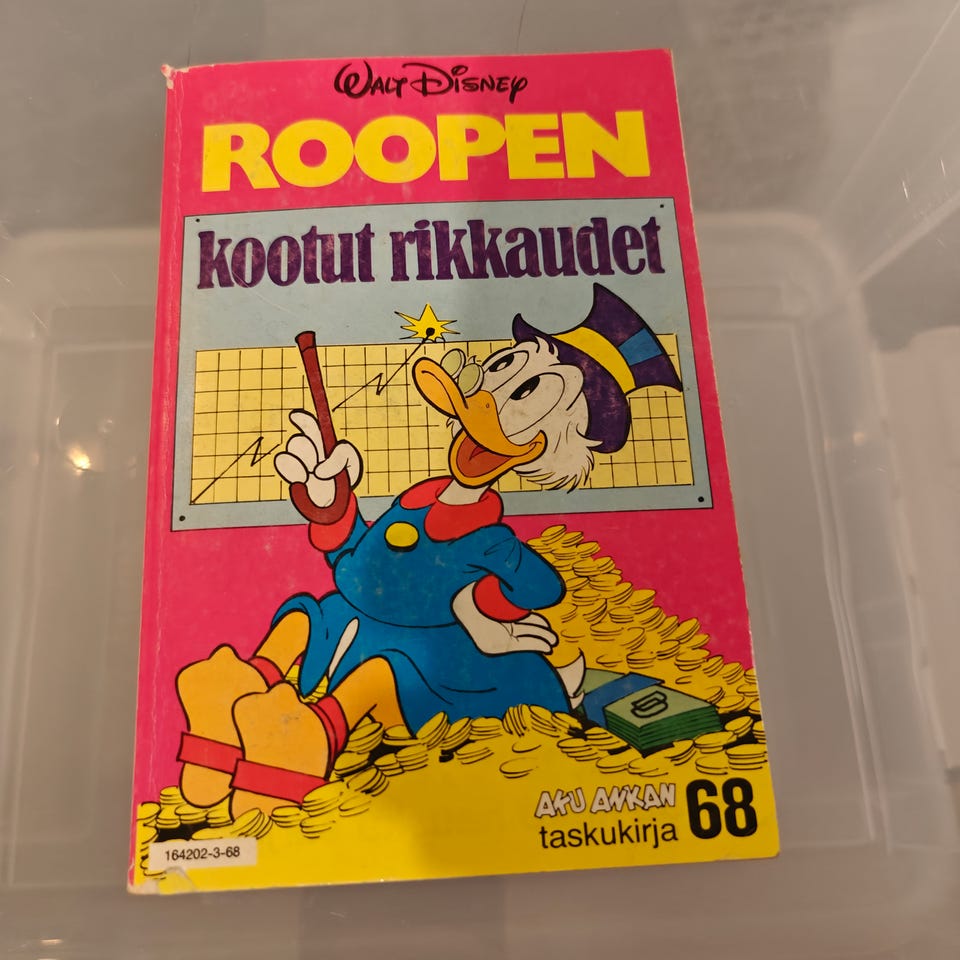 WALT DISNEY
ROOPEN
kootut rikkaudet
AKU ANKAN
taskukirja 68
164202-3-68